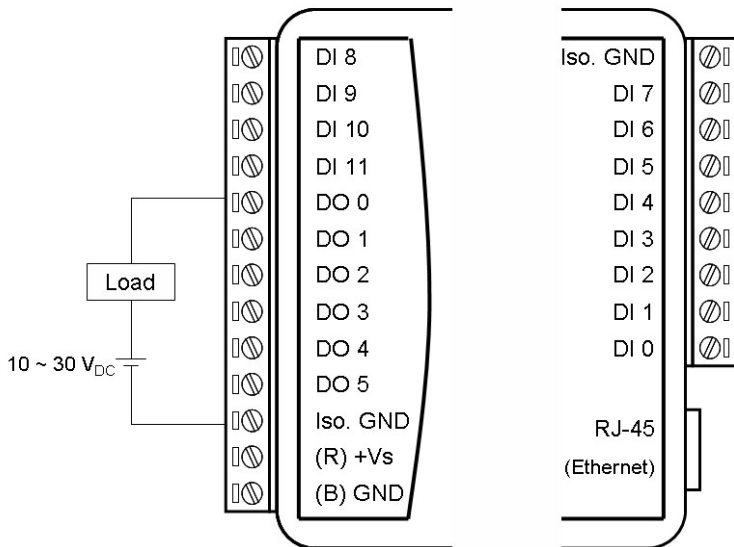 DI 8
DI 9
DI 10
DI 11
DO 0
DO 1
DO 2
DO 3
DO 4
DO 5
Iso. GND
(R) +Vs
(B) GND
Load
10 ~ 30 VDC
Iso. GND
DI 7
DI 6
DI 5
DI 4
DI 3
DI 2
DI 1
DI 0
RJ-45
(Ethernet)